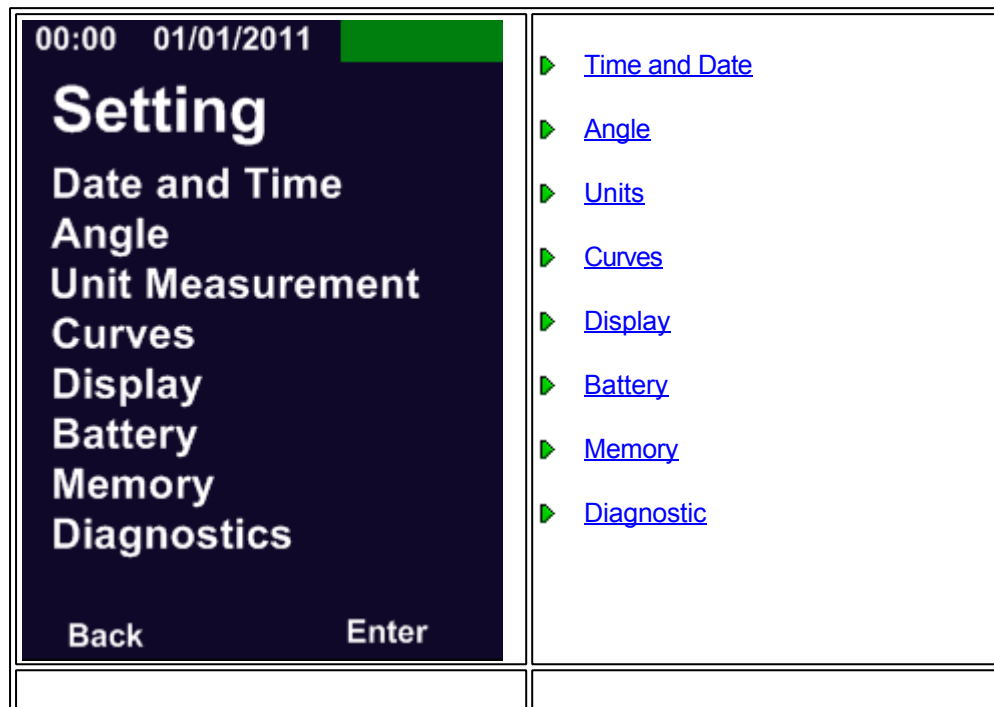 00:00 01/01/2011
Setting
Date and Time
Angle
Unit Measurement
Curves
Display
Battery
Memory
Diagnostics
Back Enter
Time and Date
Angle
Units
Curves
Display
Battery
Memory
Diagnostic